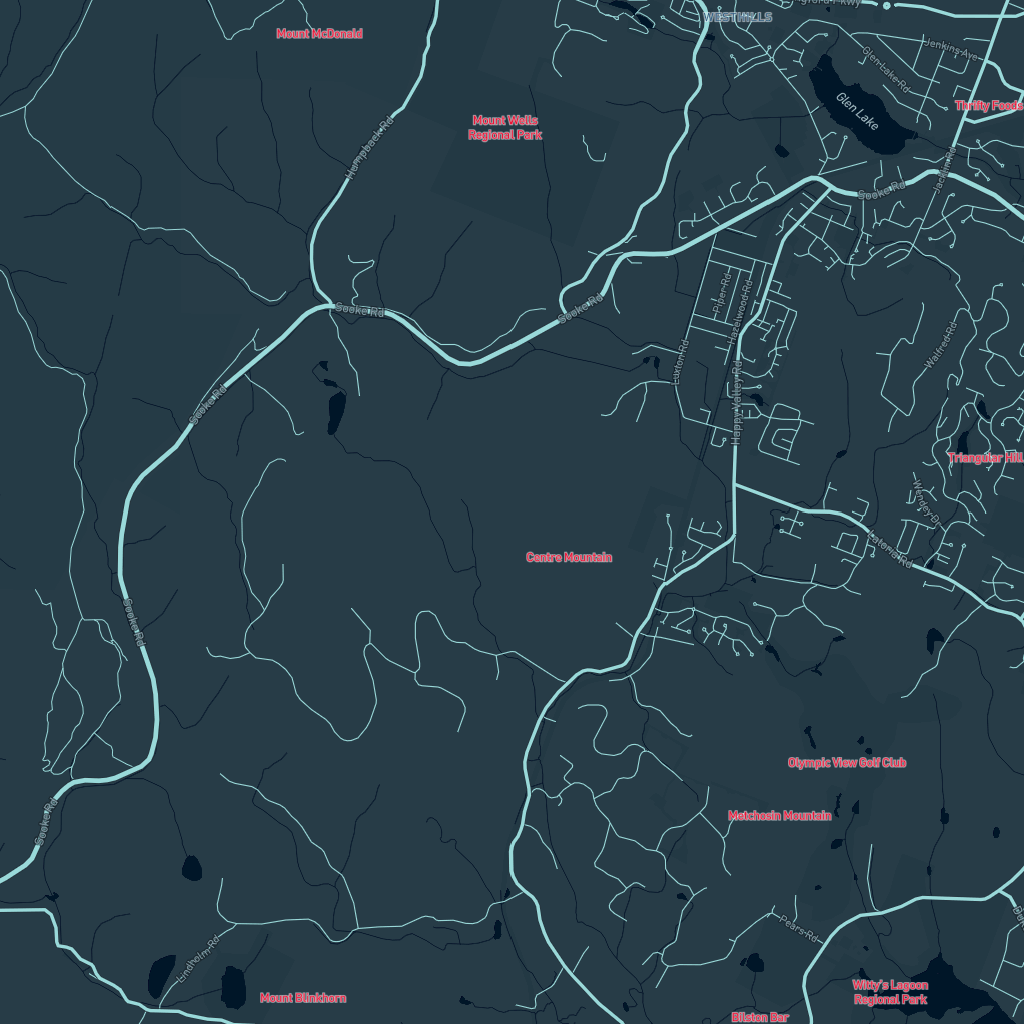 WESTHILLS
Mount McDonald
Glen Lake Rd
Jenkins Ave
Glen Lake
Thrifty Foods
Mount Wells
Regional Park
Humpback Rd
Jacklin Rd
Sooke Rd
Sooke Rd
Sooke Rd
Piper Rd
Hazelwood Rd
Luxton Rd
Walfred Rd
Happy Valley Rd
Sooke Rd
Triangular Hill
Wendey Dr
Latoria Rd
Centre Mountain
Sooke Rd
Olympic View Golf Club
Metchosin Mountain
Sooke Rd
Pears Rd
Lindholm Rd
Mount Blinkhorn
Witty's Lagoon
Regional Park
Bilston Bar